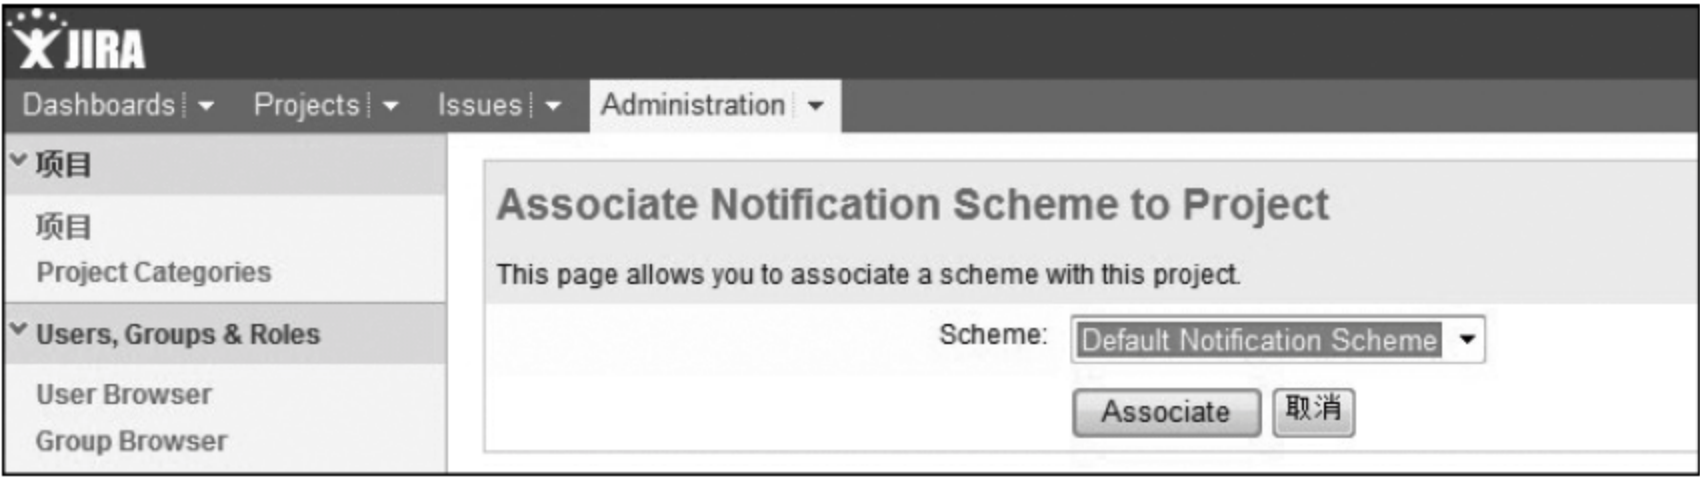 JIRA
Dashboards Projects Issues Administration
项目
项目
Project Categories
Users, Groups & Roles
User Browser
Group Browser
Associate Notification Scheme to Project
This page allows you to associate a scheme with this project.
Scheme: Default Notification Scheme
Associate 取消